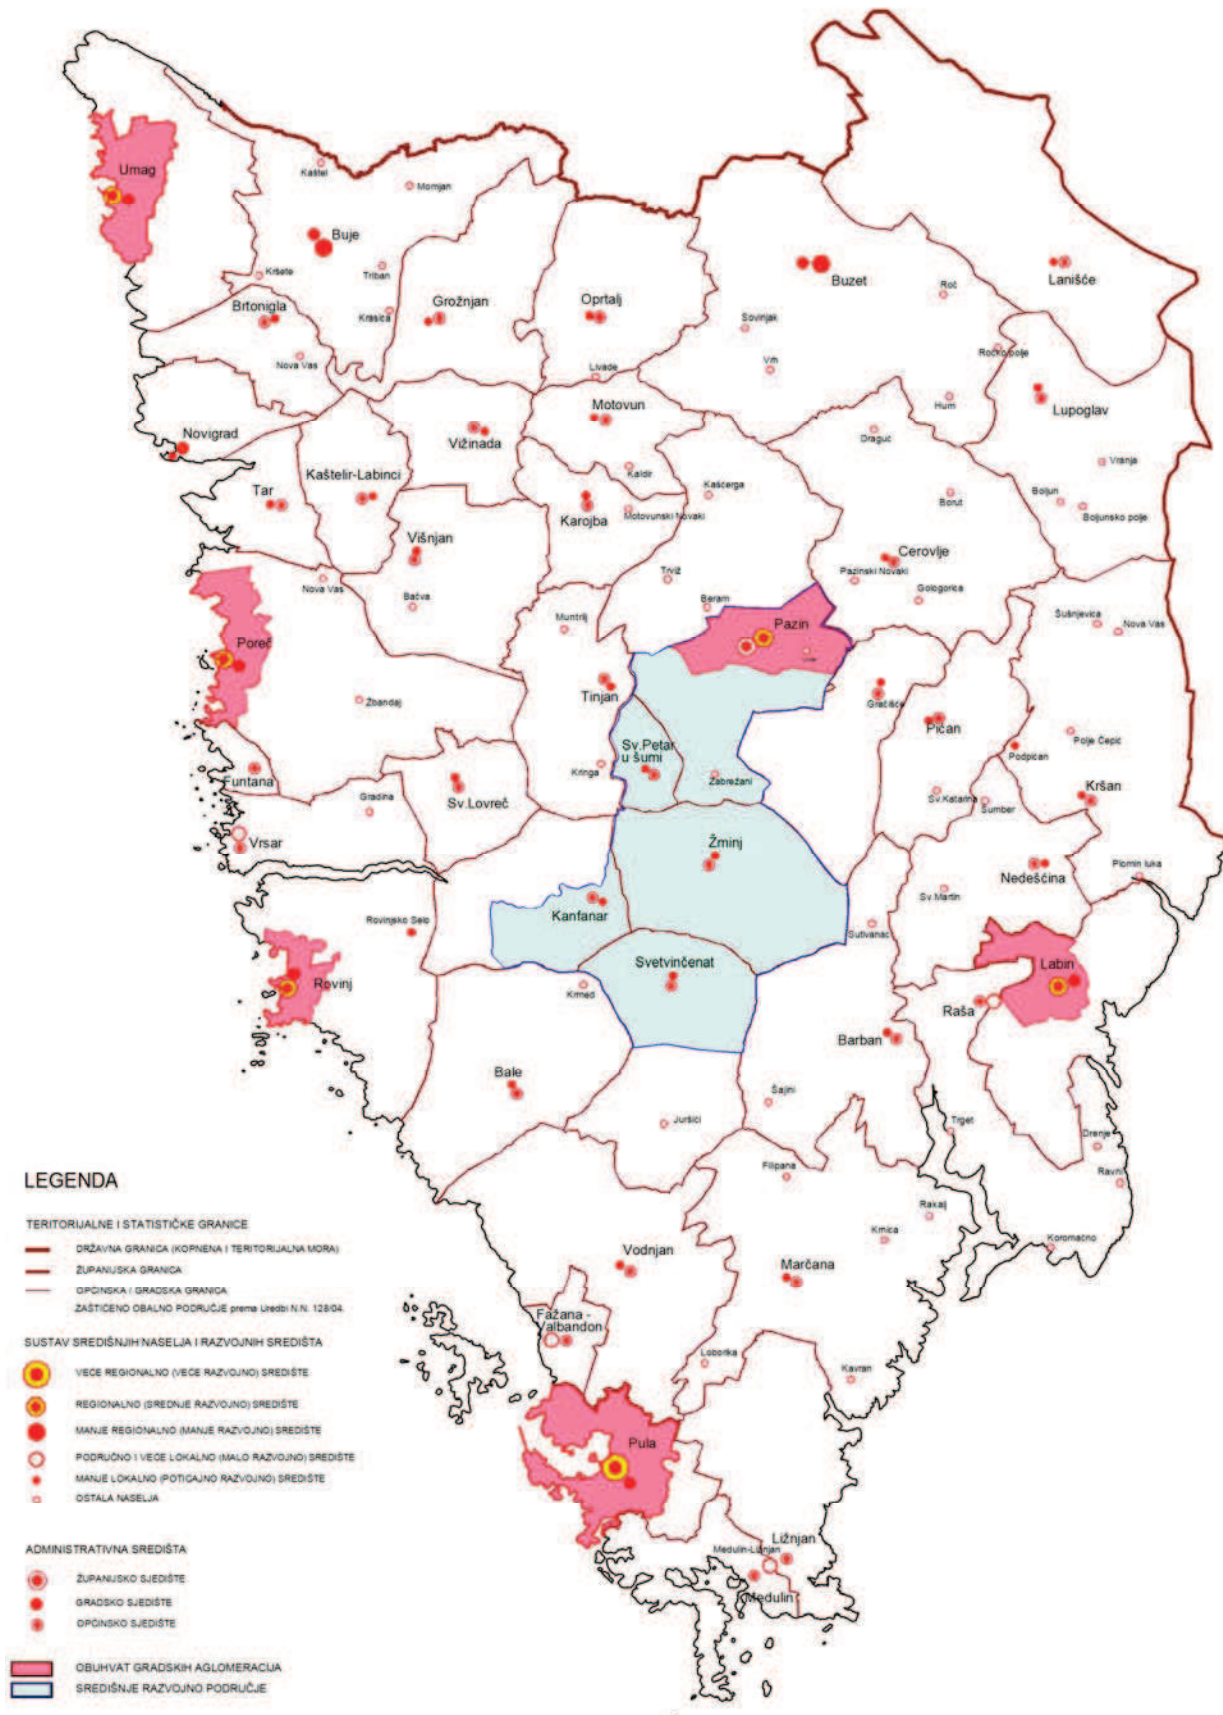 Umag
Kaštel
Momjan
Buje
Kršete
Triban
Buzet
Lanišće
Roč
Brtonigla
Krasica
Grožnjan
Oprtalj
Sovinjak
Nova Vas
Livade
Vrh
Ročko polje
Hum
Lupoglav
Motovun
Novigrad
Vižinada
Draguć
Kaldir
Vranja
Kaštelir-Labinci
Tar
Kašćerga
Borut
Boljun
Boljunsko polje
Karojba
Motovunski Novaki
Višnjan
Cerovlje
Pazinski Novaki
Trviž
Gologorica
Nova Vas
Bačva
Beram
Muntrilj
Šušnjevica
Nova Vas
Pazin
Poreč
Tinjan
Gračišće
Žbandaj
Pićan
Polje Čepić
Sv.Petar
u šumi
Podpićan
Kringa
Zabrežani
Funtana
Sv.Lovreč
Sv.Katarina
Šumber
Kršan
Gradina
Vrsar
Žminj
Nedešćina
Plomin luka
Sv.Martin
Kanfanar
Rovinjsko Selo
Sutivanac
Svetvinčenat
Labin
Rovinj
Krmed
Raša
Barban
Bale
Šajini
Juršići
Trget
Drenje
Filipana
Ravni
Rakalj
Krnica
Koromačno
Vodnjan
Marčana
Fažana -
Valbandon
Loborika
Kavran
Pula
Ližnjan
Medulin-Ližnjan
Medulin
LEGENDA
TERITORIJALNE I STATISTIČKE GRANICE
DRŽAVNA GRANICA (KOPNENA I TERITORIJALNA MORA)
ŽUPANIJSKA GRANICA
OPĆINSKA / GRADSKA GRANICA
ZAŠTIĆENO OBALNO PODRUČJE prema Uredbi N.N. 128/04.
SUSTAV SREDIŠNJIH NASELJA I RAZVOJNIH SREDIŠTA
VEĆE REGIONALNO (VEĆE RAZVOJNO) SREDIŠTE
REGIONALNO (SREDNJE RAZVOJNO) SREDIŠTE
MANJE REGIONALNO (MANJE RAZVOJNO) SREDIŠTE
PODRUČNO I VEĆE LOKALNO (MALO RAZVOJNO) SREDIŠTE
MANJE LOKALNO (POTICAJNO RAZVOJNO) SREDIŠTE
OSTALA NASELJA
ADMINISTRATIVNA SREDIŠTA
ŽUPANIJSKO SJEDIŠTE
GRADSKO SJEDIŠTE
OPĆINSKO SJEDIŠTE
OBUHVAT GRADSKIH AGLOMERACIJA
SREDIŠNJE RAZVOJNO PODRUČJE